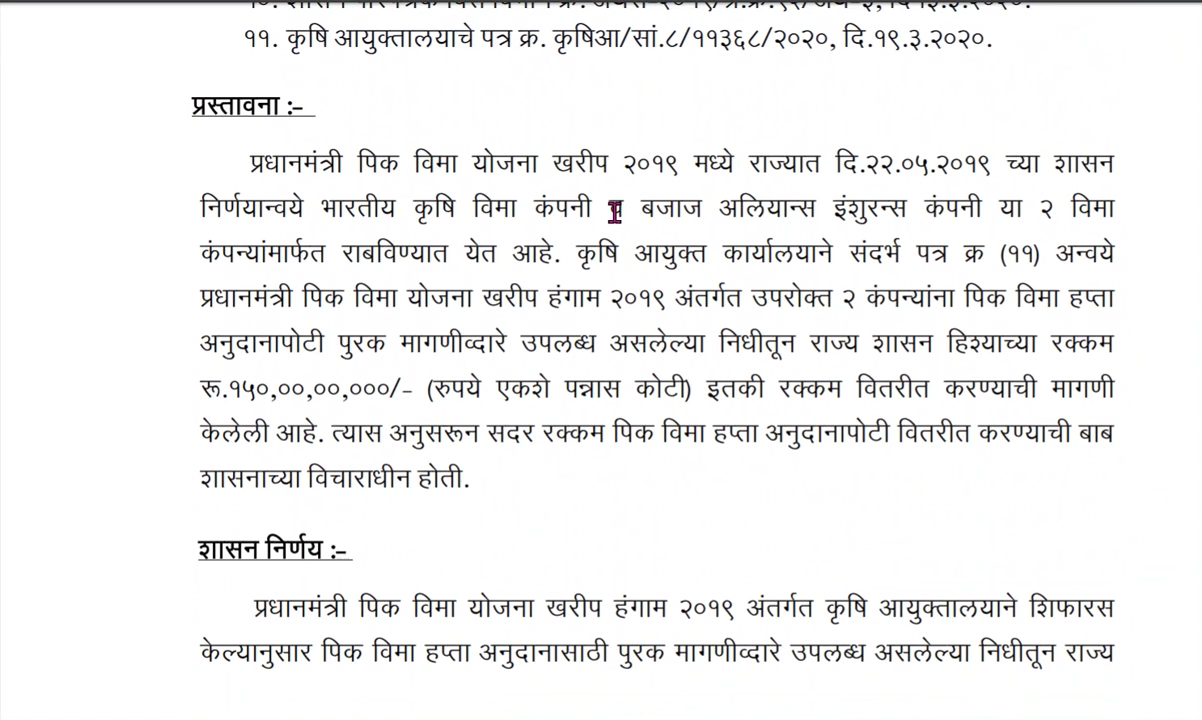 ११. कृषि आयुक्तालयाचे पत्र क्र. कृषिआ/सां.८/११३६८/२०२०, दि.१९.३.२०२०.
प्रस्तावना :-
प्रधानमंत्री पिक विमा योजना खरीप २०१९ मध्ये राज्यात दि.२२.०५.२०१९ च्या शासन
निर्णयान्वये भारतीय कृषि विमा कंपनी बजाज अलियान्स इंशुरन्स कंपनी या २ विमा
कंपन्यांमार्फत राबविण्यात येत आहे. कृषि आयुक्त कार्यालयाने संदर्भ पत्र क्र (११) अन्वये
प्रधानमंत्री पिक विमा योजना खरीप हंगाम २०१९ अंतर्गत उपरोक्त २ कंपन्यांना पिक विमा हप्ता
अनुदानापोटी पुरक मागणीव्दारे उपलब्ध असलेल्या निधीतून राज्य शासन हिश्याच्या रक्कम
रू.१५०,००,००,०००/- (रुपये एकशे पन्नास कोटी) इतकी रक्कम वितरीत करण्याची मागणी
केलेली आहे. त्यास अनुसरून सदर रक्कम पिक विमा हप्ता अनुदानापोटी वितरीत करण्याची बाब
शासनाच्या विचाराधीन होती.
शासन निर्णय :-
प्रधानमंत्री पिक विमा योजना खरीप हंगाम २०१९ अंतर्गत कृषि आयुक्तालयाने शिफारस
केल्यानुसार पिक विमा हप्ता अनुदानासाठी पुरक मागणीव्दारे उपलब्ध असलेल्या निधीतून राज्य